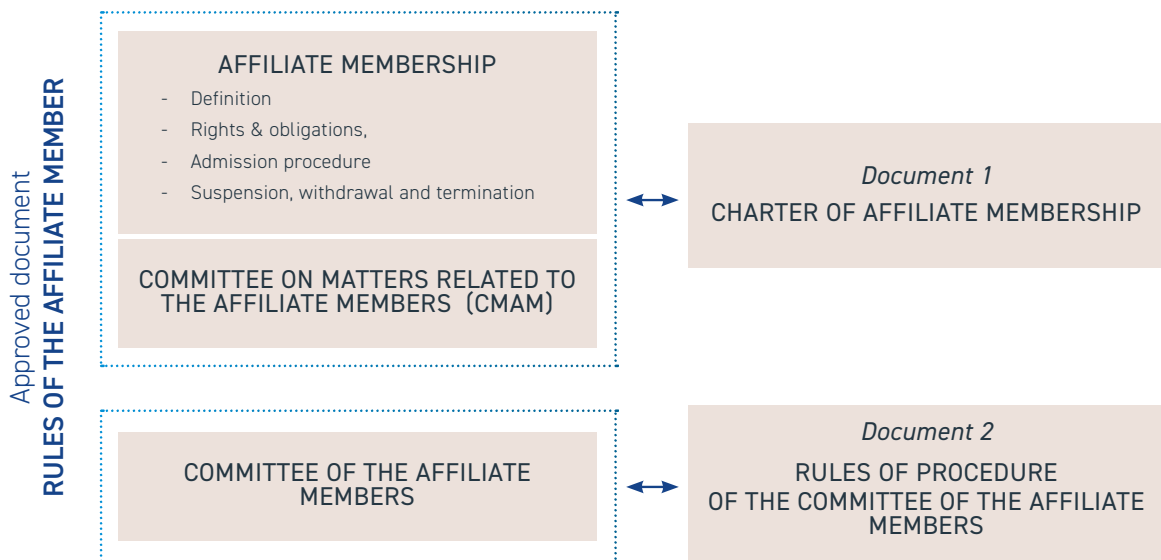 Approved document
RULES OF THE AFFILIATE MEMBER
AFFILIATE MEMBERSHIP
- Definition
- Rights & obligations,
- Admission procedure
- Suspension, withdrawal and termination
COMMITTEE ON MATTERS RELATED TO
THE AFFILIATE MEMBERS (CMAM)
Document 1
CHARTER OF AFFILIATE MEMBERSHIP
COMMITTEE OF THE AFFILIATE
MEMBERS
Document 2
RULES OF PROCEDURE
OF THE COMMITTEE OF THE AFFILIATE
MEMBERS